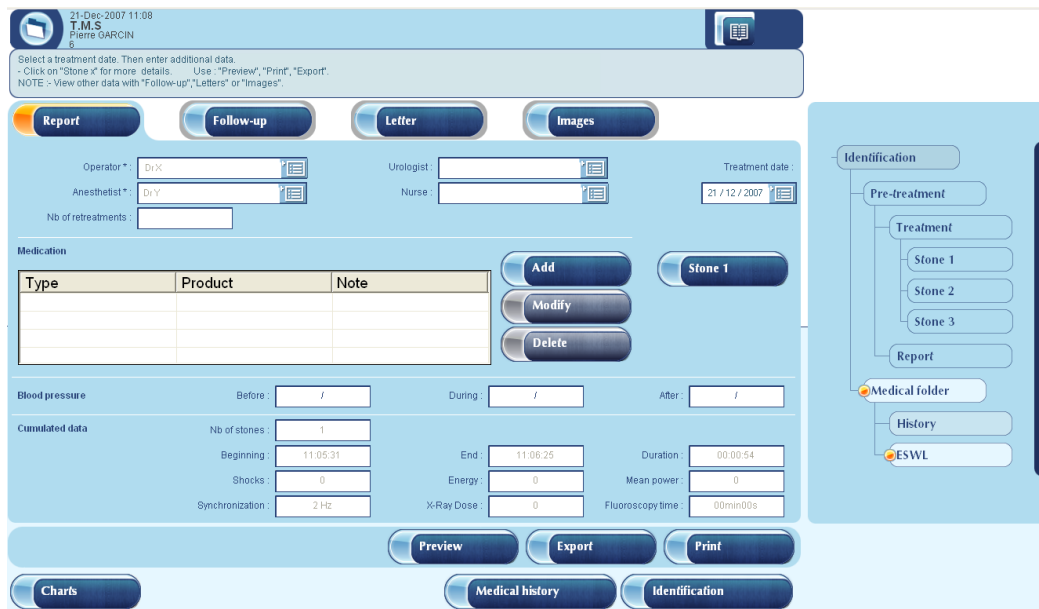 21-Dec-2007 11:08
T.M.S
Pierre GARCIN
6
Select a treatment date. Then enter additional data.
- Click on "Stone x" for more details. Use : "Preview", "Print", "Export".
NOTE :- View other data with "Follow-up","Letters" or "Images".
Report Follow-up Letter Images
Operator * : DrX Urologist : Treatment date :
Anesthetist * : DrY Nurse : 21 / 12 / 2007
Nb of retreatments :
Medication
Add Stone 1
Type Product Note
Modify
Delete
Blood pressure Before : / During : / After : /
Cumulated data Nb of stones : 1
Beginning : 11:05:31 End : 11:06:25 Duration : 00:00:54
Shocks : 0 Energy : 0 Mean power : 0
Synchronization : 2 Hz X-Ray Dose : 0 Fluoroscopy time : 00min00s
Preview Export Print
Charts Medical history Identification
Identification
Pre-treatment
Treatment
Stone 1
Stone 2
Stone 3
Report
Medical folder
History
ESWL